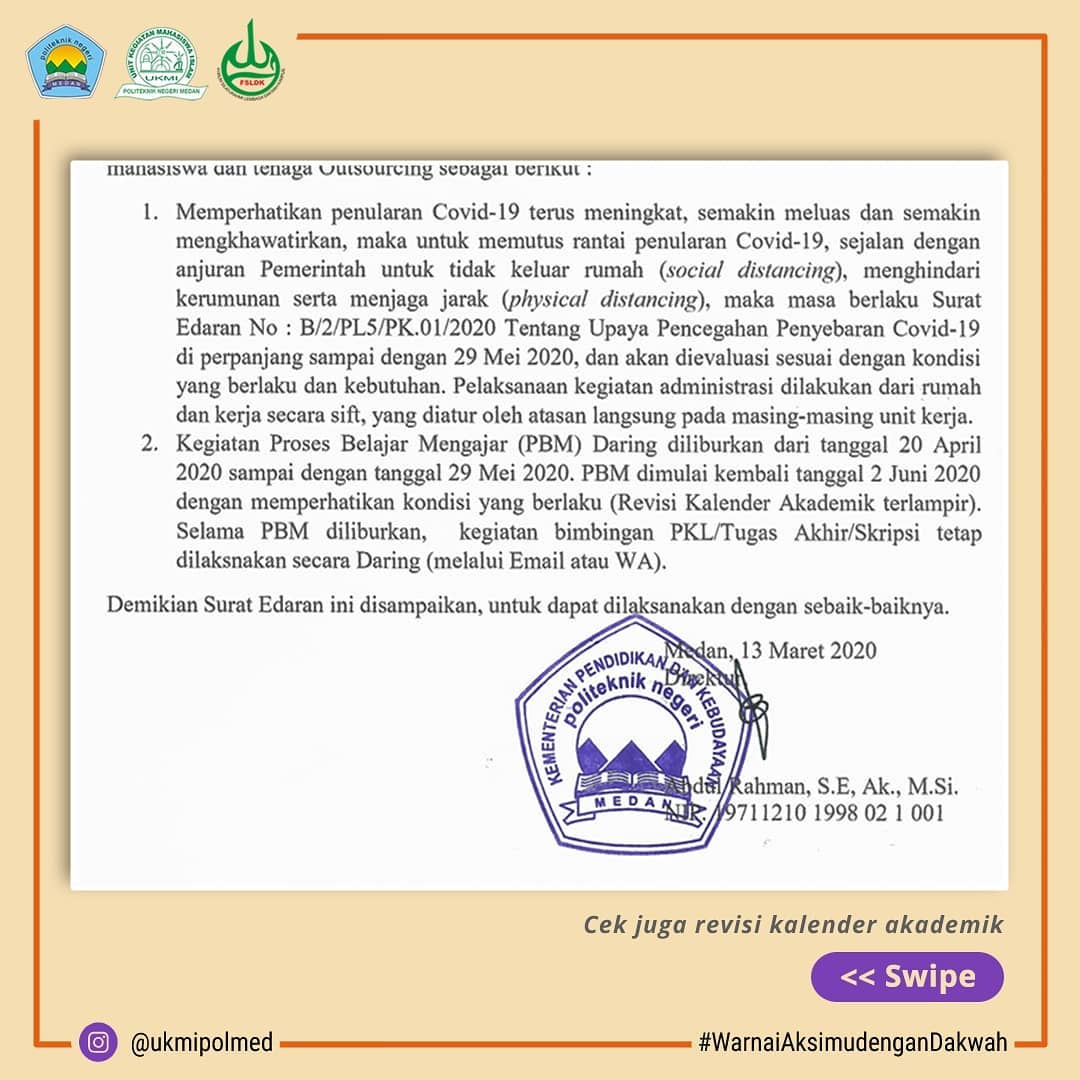 politeknik negeri
MEDAN
UNIT KEGIATAN MAHASISWA ISLAM
UKMI
POLITEKNIK NEGERI MEDAN
FSLDK
mahasiswa dan tenaga Outsourcing sebagai berikut :
1. Memperhatikan penularan Covid-19 terus meningkat, semakin meluas dan semakin
mengkhawatirkan, maka untuk memutus rantai penularan Covid-19, sejalan dengan
anjuran Pemerintah untuk tidak keluar rumah (social distancing), menghindari
kerumunan serta menjaga jarak (physical distancing), maka masa berlaku Surat
Edaran No : B/2/PL5/PK.01/2020 Tentang Upaya Pencegahan Penyebaran Covid-19
di perpanjang sampai dengan 29 Mei 2020, dan akan dievaluasi sesuai dengan kondisi
yang berlaku dan kebutuhan. Pelaksanaan kegiatan administrasi dilakukan dari rumah
dan kerja secara sift, yang diatur oleh atasan langsung pada masing-masing unit kerja.
2. Kegiatan Proses Belajar Mengajar (PBM) Daring diliburkan dari tanggal 20 April
2020 sampai dengan tanggal 29 Mei 2020. PBM dimulai kembali tanggal 2 Juni 2020
dengan memperhatikan kondisi yang berlaku (Revisi Kalender Akademik terlampir).
Selama PBM diliburkan, kegiatan bimbingan PKL/Tugas Akhir/Skripsi tetap
dilaksnakan secara Daring (melalui Email atau WA).
Demikian Surat Edaran ini disampaikan, untuk dapat dilaksanakan dengan sebaik-baiknya.
Medan, 13 Maret 2020
Direktur,
KEMENTERIAN PENDIDIKAN DAN KEBUDAYAAN
politeknik negeri
MEDAN
Abdul Rahman, S.E, Ak., M.Si.
NIP. 19711210 1998 02 1 001
Cek juga revisi kalender akademik
<< Swipe
@ukmipolmed
#WarnaiAksimudenganDakwah